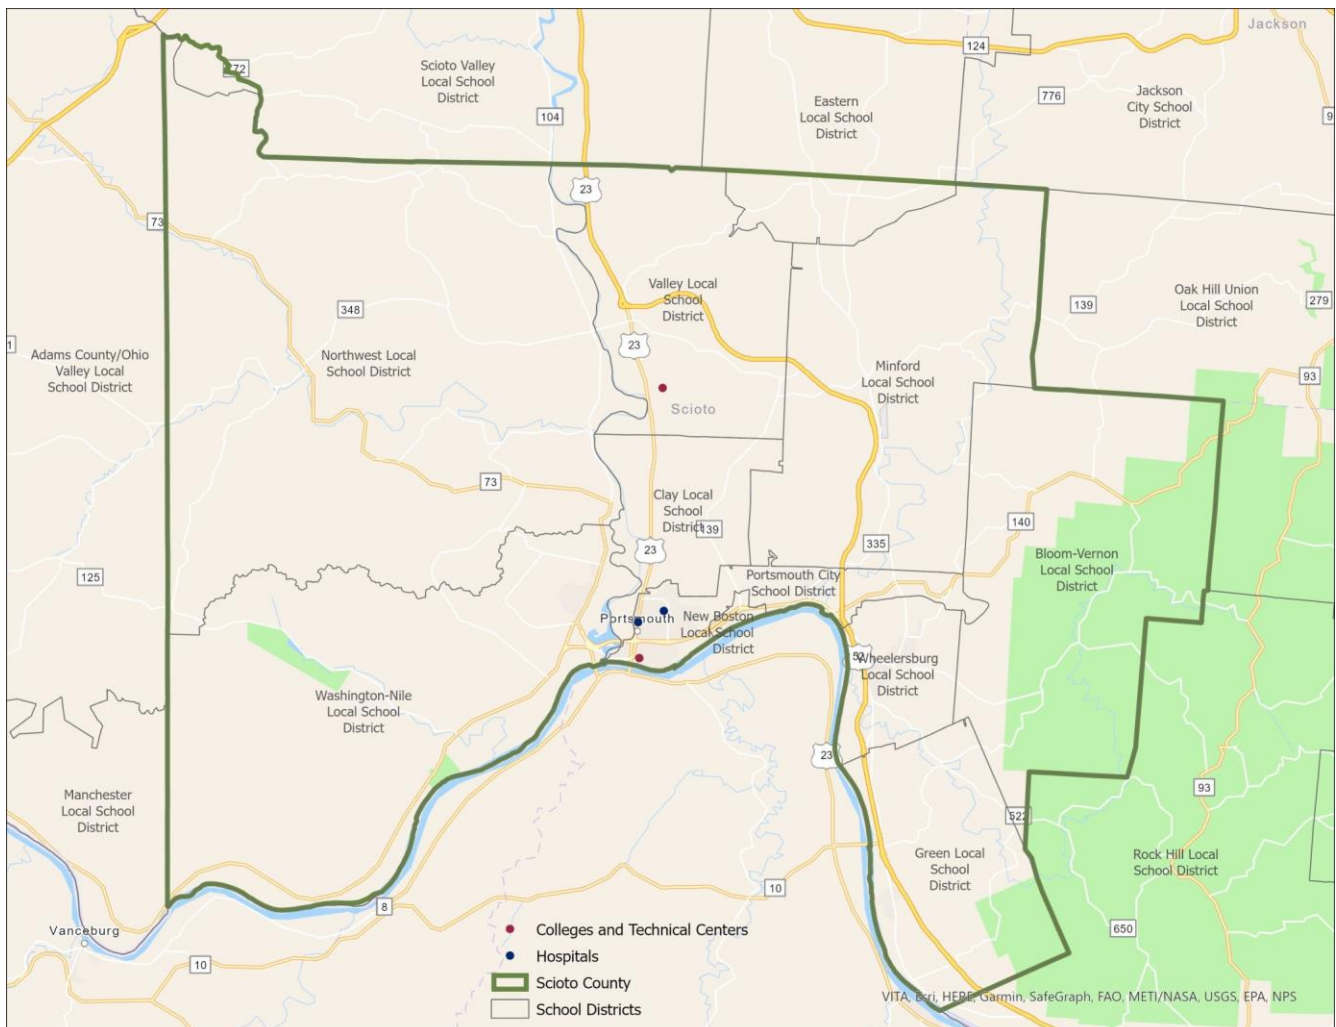 Jackson
124
72
Scioto Valley
Local School
District
104
Eastern
Local School
District
776
Jackson
City School
District
9
23
73
Valley Local
School
District
Oak Hill Union
Local School
District
279
139
348
23
1
Adams County/Ohio
Valley Local
School District
Northwest Local
School District
Minford
Local School
District
93
Scioto
73
Clay Local
School
District
139
140
23
335
Bloom-Vernon
Local School
District
125
Portsmouth City
School District
Portsmouth
New Boston
Local School
District
52
Wheelersburg
Local School
District
Washington-Nile
Local School
District
23
93
Manchester
Local School
District
522
Green Local
School
District
Rock Hill Local
School District
10
8
Vanceburg
650
10
Colleges and Technical Centers
Hospitals
Scioto County
School Districts
VITA, Esri, HERE, Garmin, SafeGraph, FAO, METI/NASA, USGS, EPA, NPS